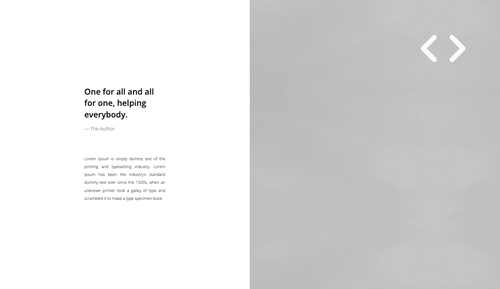 One for all and all
for one, helping
everybody.
— The Author
Lorem Ipsum is simply dummy text of the
printing and typesetting industry. Lorem
Ipsum has been the industry's standard
dummy text ever since the 1500s, when an
unknown printer took a galley of type and
scrambled it to make a type specimen book.